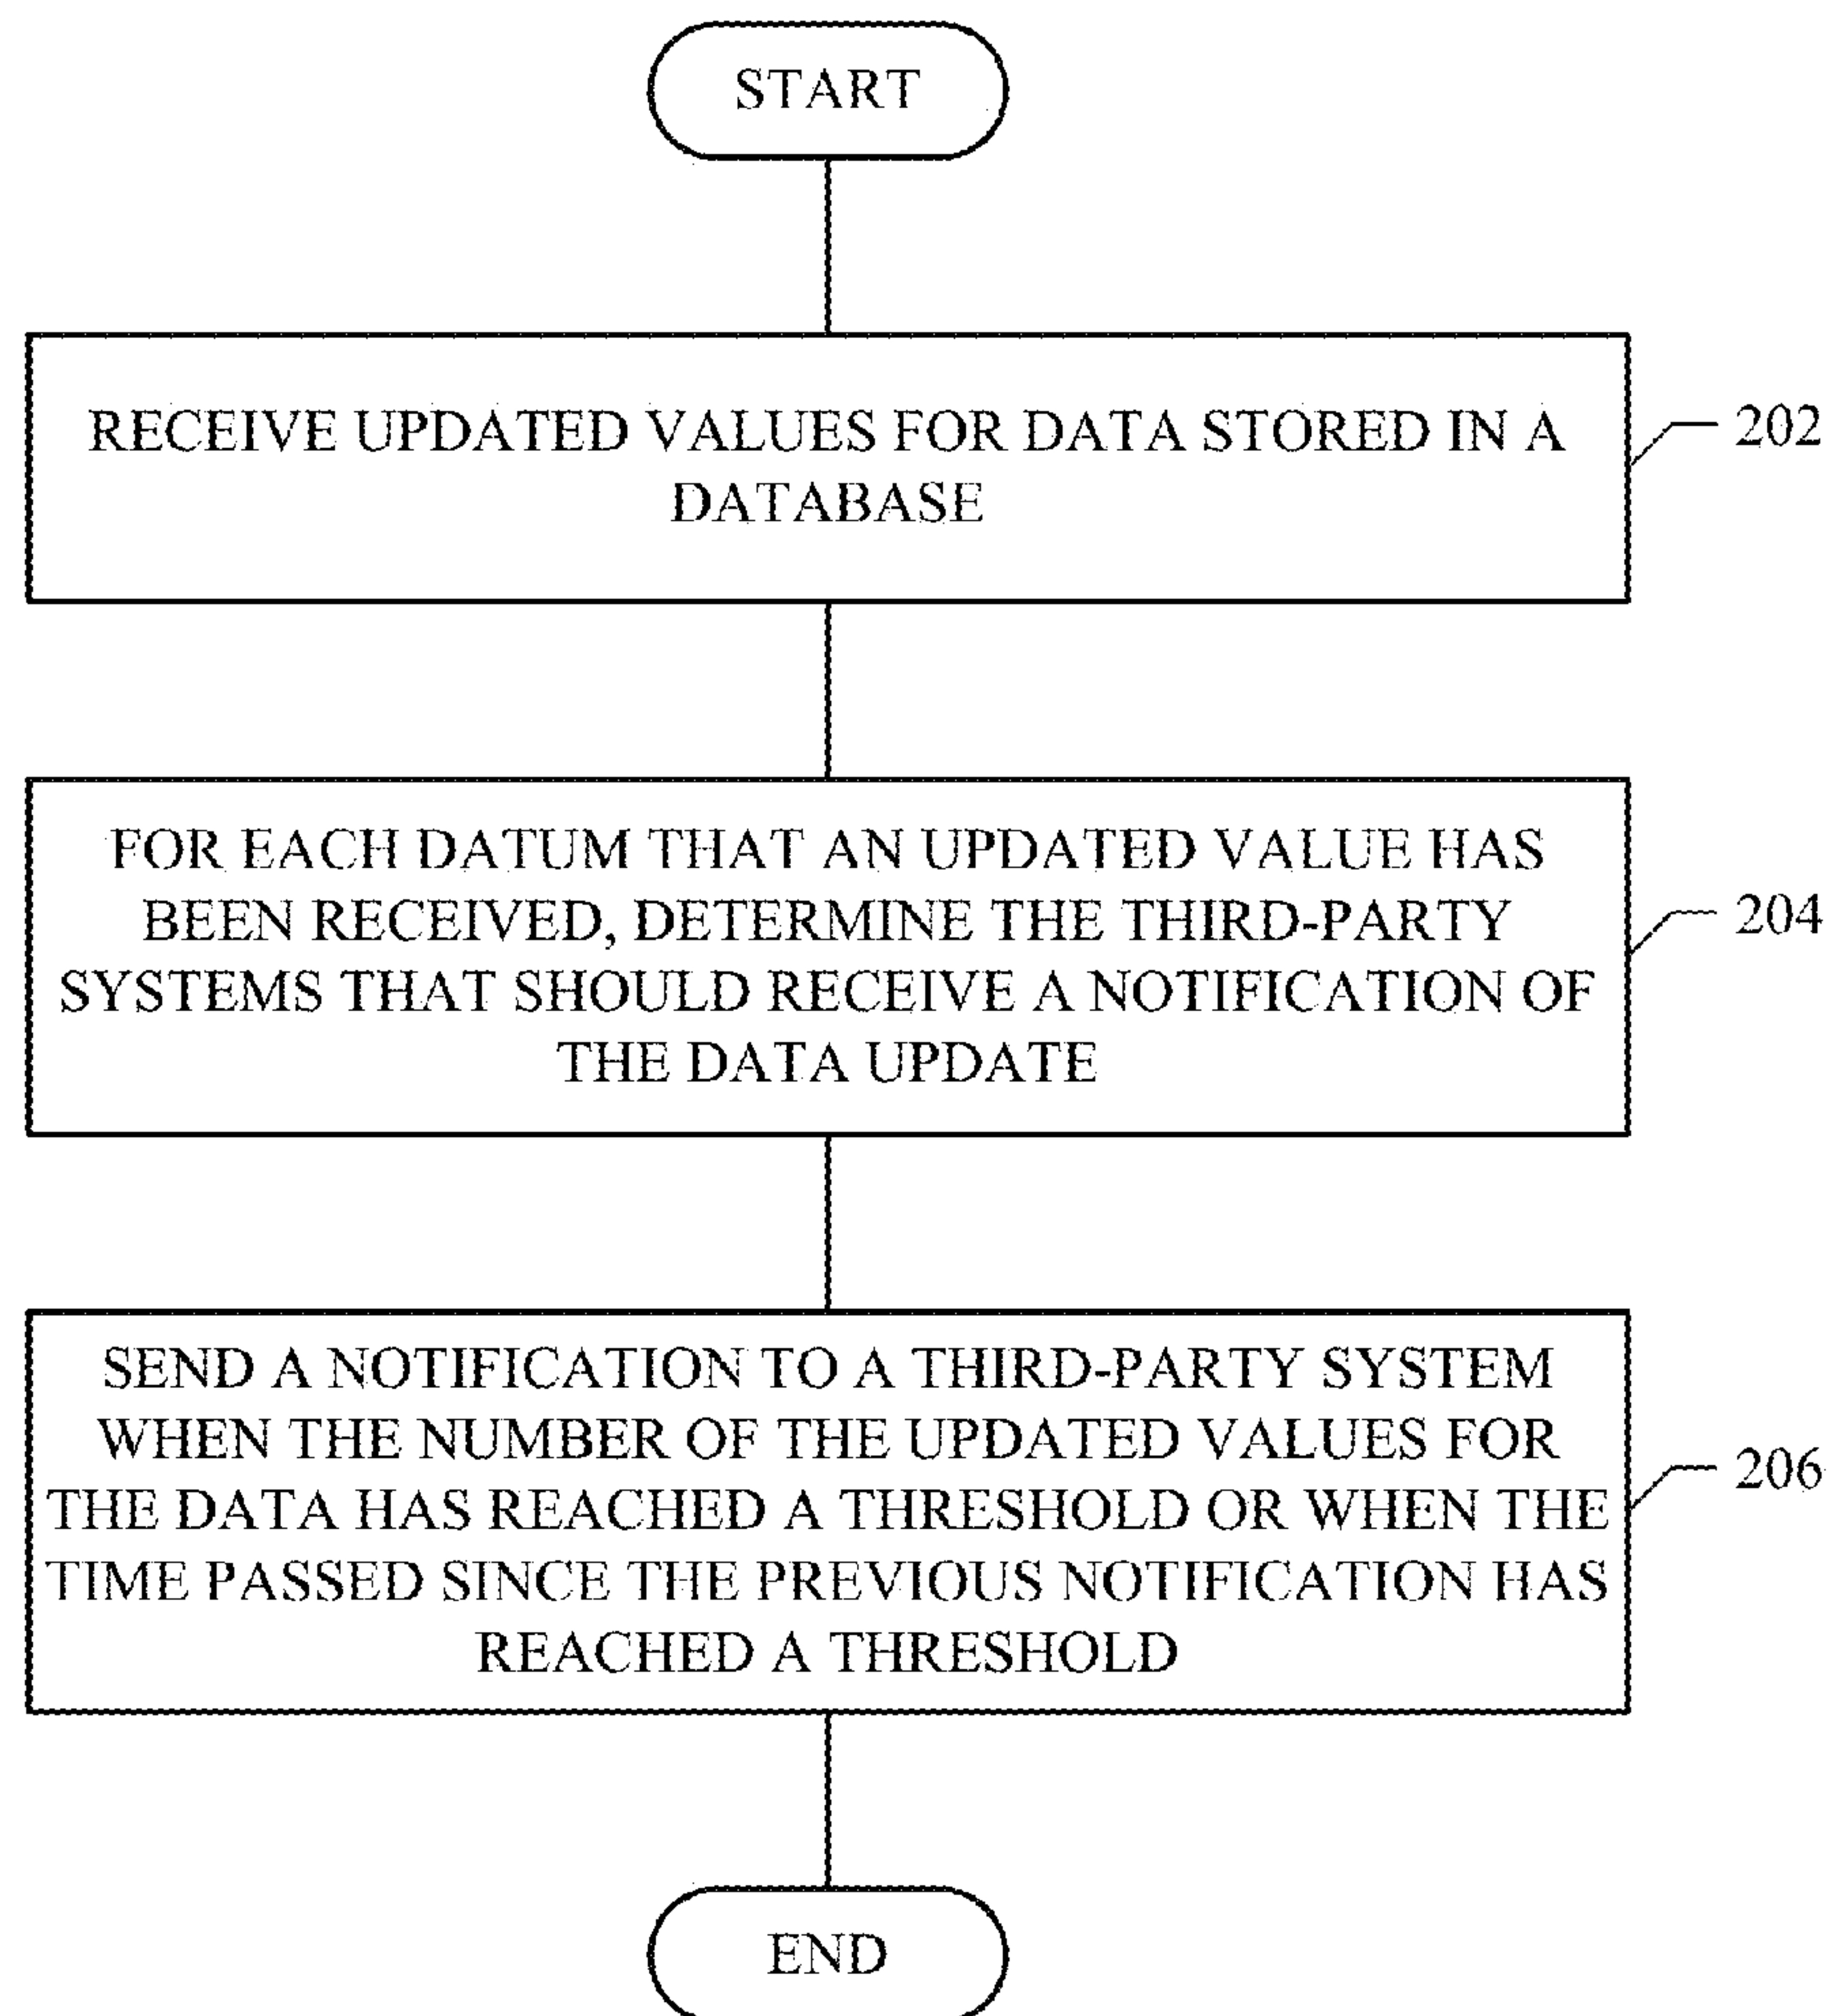 START
RECEIVE UPDATED VALUES FOR DATA STORED IN A
DATABASE
202
FOR EACH DATUM THAT AN UPDATED VALUE HAS
BEEN RECEIVED, DETERMINE THE THIRD-PARTY
SYSTEMS THAT SHOULD RECEIVE A NOTIFICATION OF
THE DATA UPDATE
204
SEND A NOTIFICATION TO A THIRD-PARTY SYSTEM
WHEN THE NUMBER OF THE UPDATED VALUES FOR
THE DATA HAS REACHED A THRESHOLD OR WHEN THE
TIME PASSED SINCE THE PREVIOUS NOTIFICATION HAS
REACHED A THRESHOLD
206
END